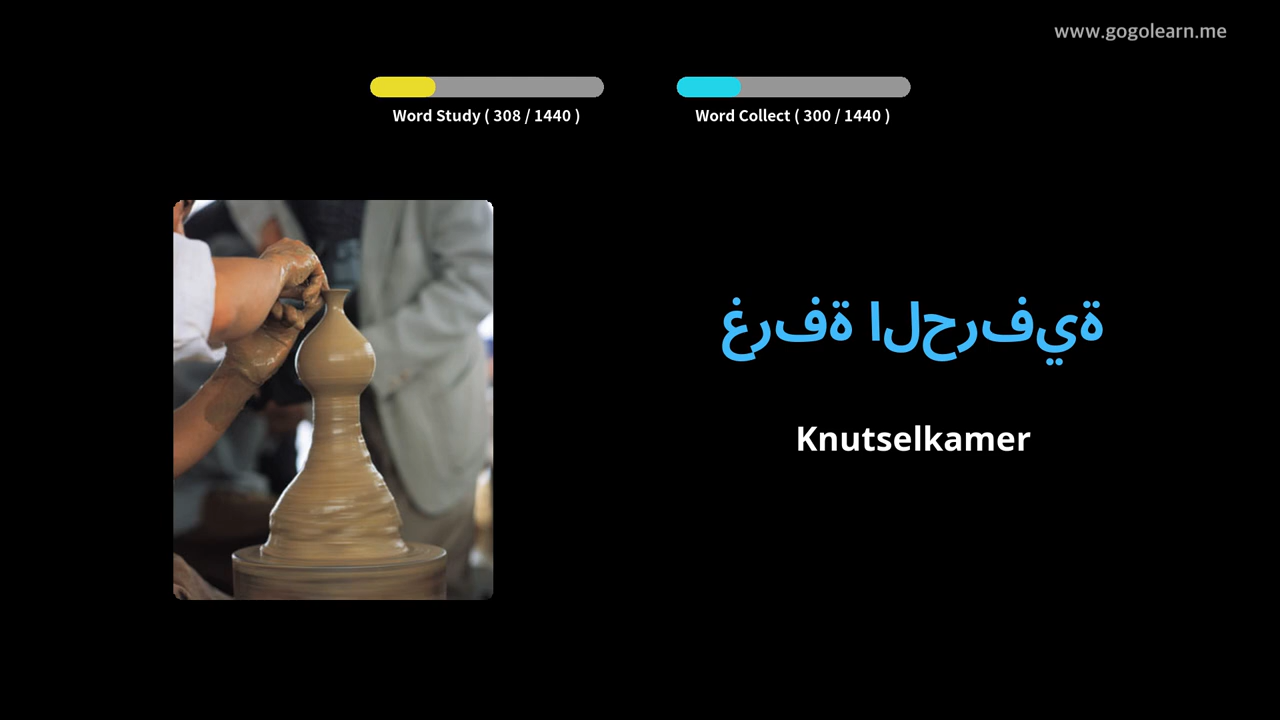 www.gogolearn.me
Word Study ( 308 / 1440 )
Word Collect ( 300 / 1440 )
غرفة الحرفية
Knutselkamer